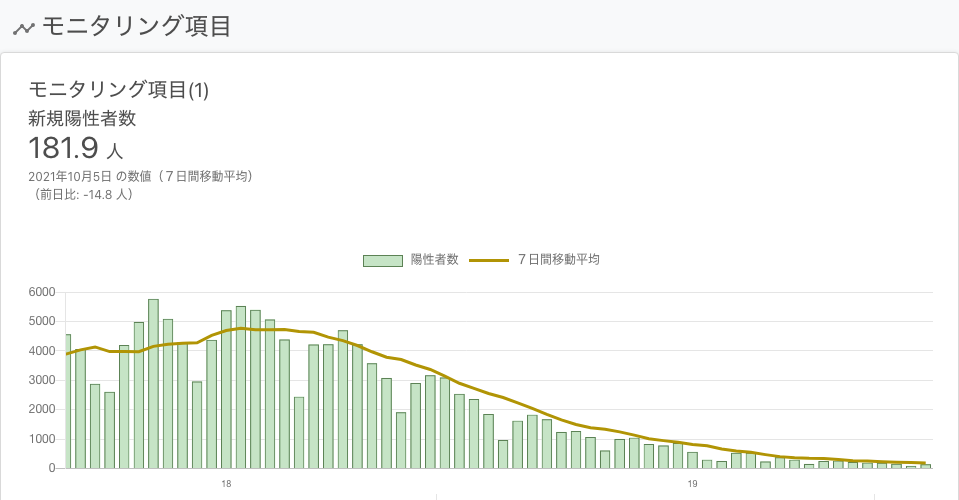 モニタリング項目
モニタリング項目(1)
新規陽性者数
181.9 人
2021年10月5日 の数値（７日間移動平均）
（前日比: -14.8 人）
陽性者数 ７日間移動平均
6000
5000
4000
3000
2000
1000
0
18 19